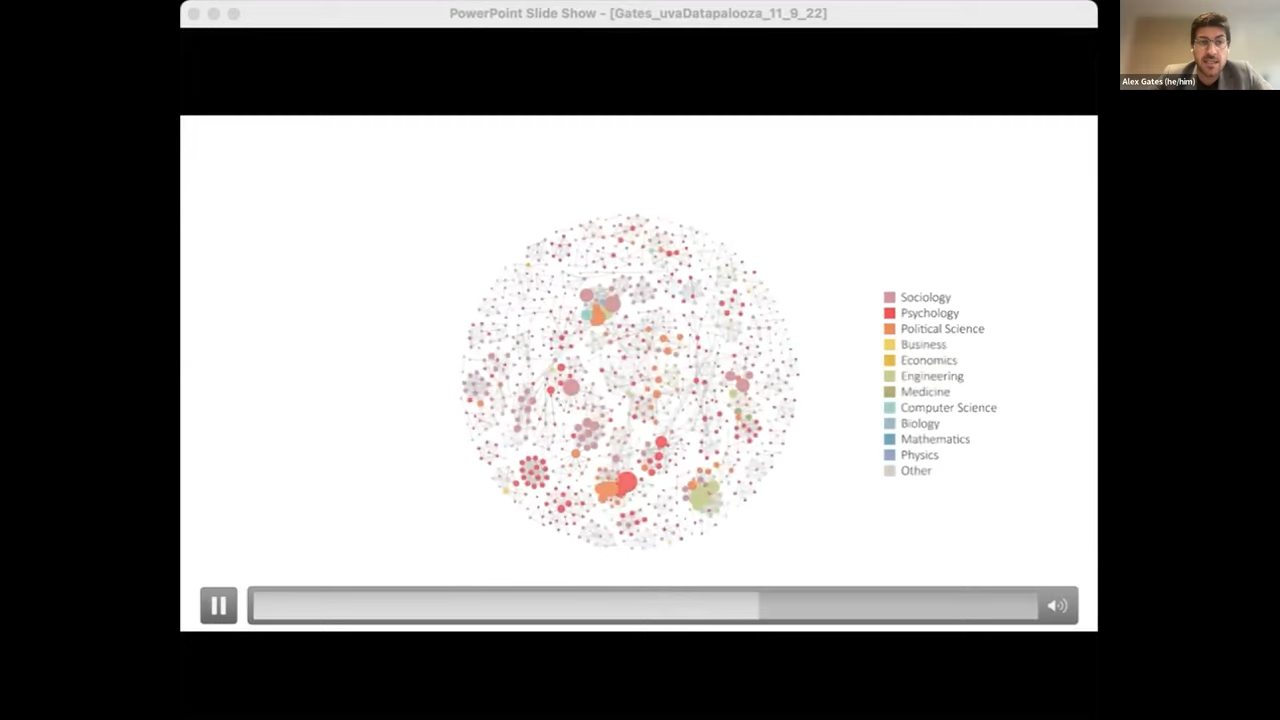 PowerPoint Slide Show - [Gates_uvaDatapalooza_11_9_22]
Alex Gates (he/him)
Sociology
Psychology
Political Science
Business
Economics
Engineering
Medicine
Computer Science
Biology
Mathematics
Physics
Other